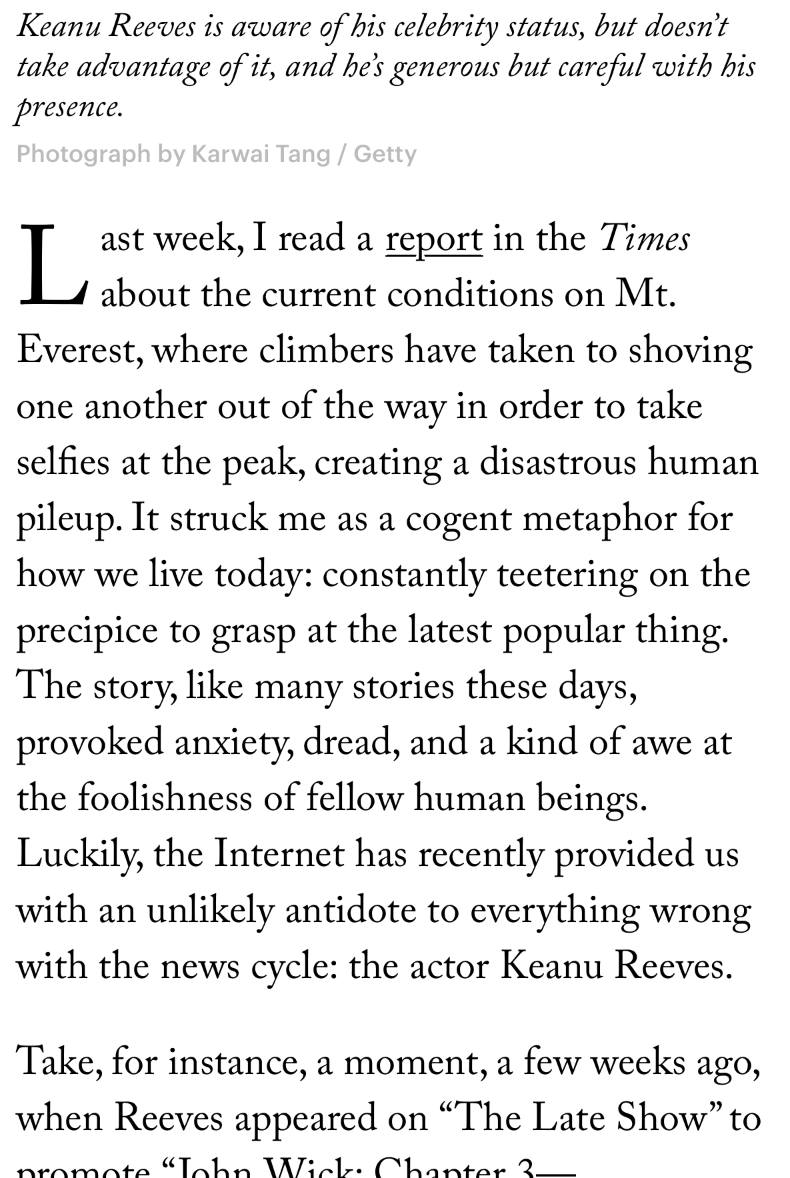 Keanu Reeves is aware of his celebrity status, but doesn’t
take advantage of it, and he’s generous but careful with his
presence.
Photograph by Karwai Tang / Getty
Last week, I read a report in the Times
about the current conditions on Mt.
Everest, where climbers have taken to shoving
one another out of the way in order to take
selfies at the peak, creating a disastrous human
pileup. It struck me as a cogent metaphor for
how we live today: constantly teetering on the
precipice to grasp at the latest popular thing.
The story, like many stories these days,
provoked anxiety, dread, and a kind of awe at
the foolishness of fellow human beings.
Luckily, the Internet has recently provided us
with an unlikely antidote to everything wrong
with the news cycle: the actor Keanu Reeves.
Take, for instance, a moment, a few weeks ago,
when Reeves appeared on “The Late Show” to
promote “John Wick: Chapter 3—